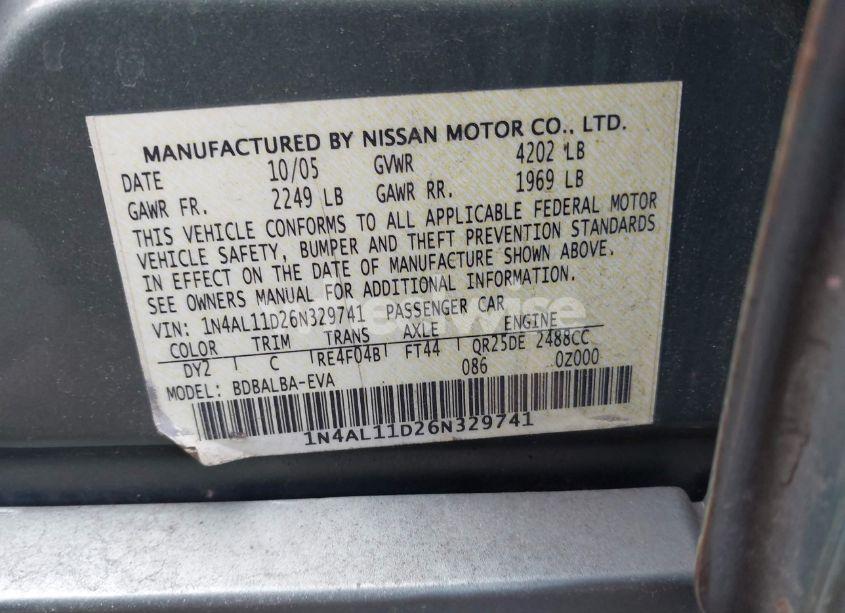 MANUFACTURED BY NISSAN MOTOR CO., LTD.
DATE 10/05 GVWR 4202 LB
GAWR FR. 2249 LB GAWR RR. 1969 LB
THIS VEHICLE CONFORMS TO ALL APPLICABLE FEDERAL MOTOR
VEHICLE SAFETY, BUMPER AND THEFT PREVENTION STANDARDS
IN EFFECT ON THE DATE OF MANUFACTURE SHOWN ABOVE.
SEE OWNERS MANUAL FOR ADDITIONAL INFORMATION.
VIN: 1N4AL11D26N329741 PASSENGER CAR
COLOR TRIM TRANS AXLE ENGINE
DY2 C RE4F04B FT44 QR25DE 2488CC
MODEL: BDBALBA-EVA 086 0Z000
1N4AL11D26N329741